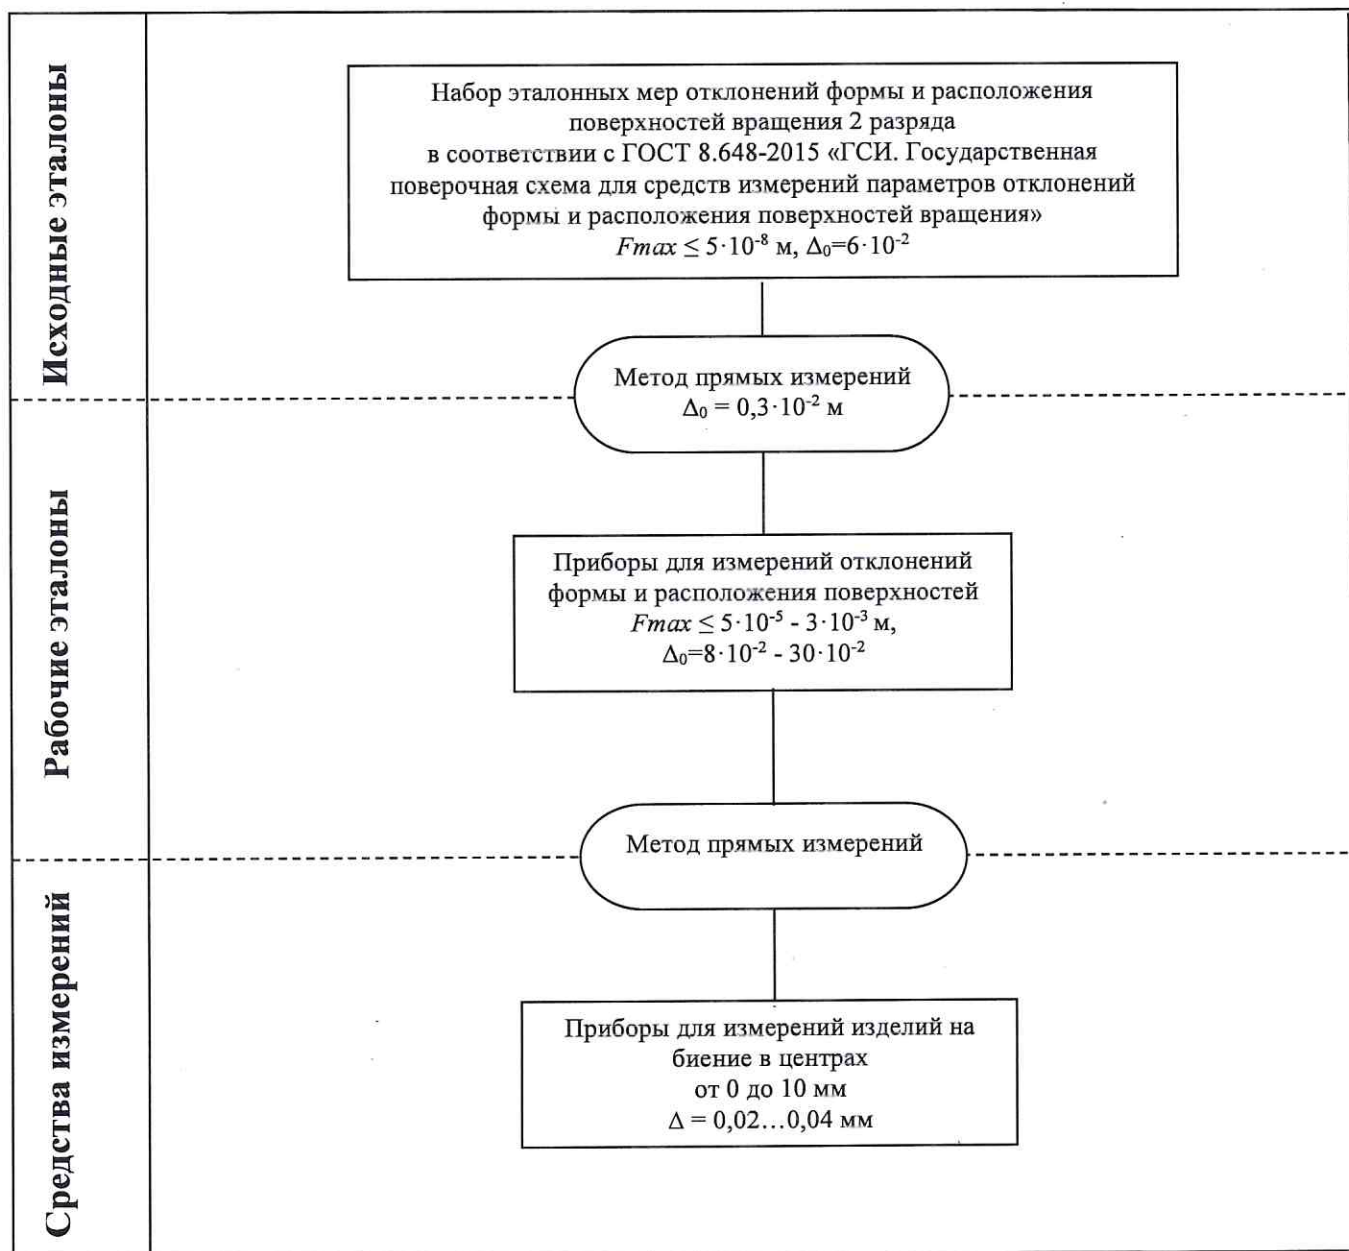 Исходные эталоны
Набор эталонных мер отклонений формы и расположения
поверхностей вращения 2 разряда
в соответствии с ГОСТ 8.648-2015 «ГСИ. Государственная
поверочная схема для средств измерений параметров отклонений
формы и расположения поверхностей вращения»
Fmax ≤ 5·10⁻⁸ м, Δ₀=6·10⁻²
Метод прямых измерений
Δ₀ = 0,3·10⁻² м
Рабочие эталоны
Приборы для измерений отклонений
формы и расположения поверхностей
Fmax ≤ 5·10⁻⁵ - 3·10⁻³ м,
Δ₀=8·10⁻² - 30·10⁻²
Метод прямых измерений
Средства измерений
Приборы для измерений изделий на
биение в центрах
от 0 до 10 мм
Δ = 0,02...0,04 мм